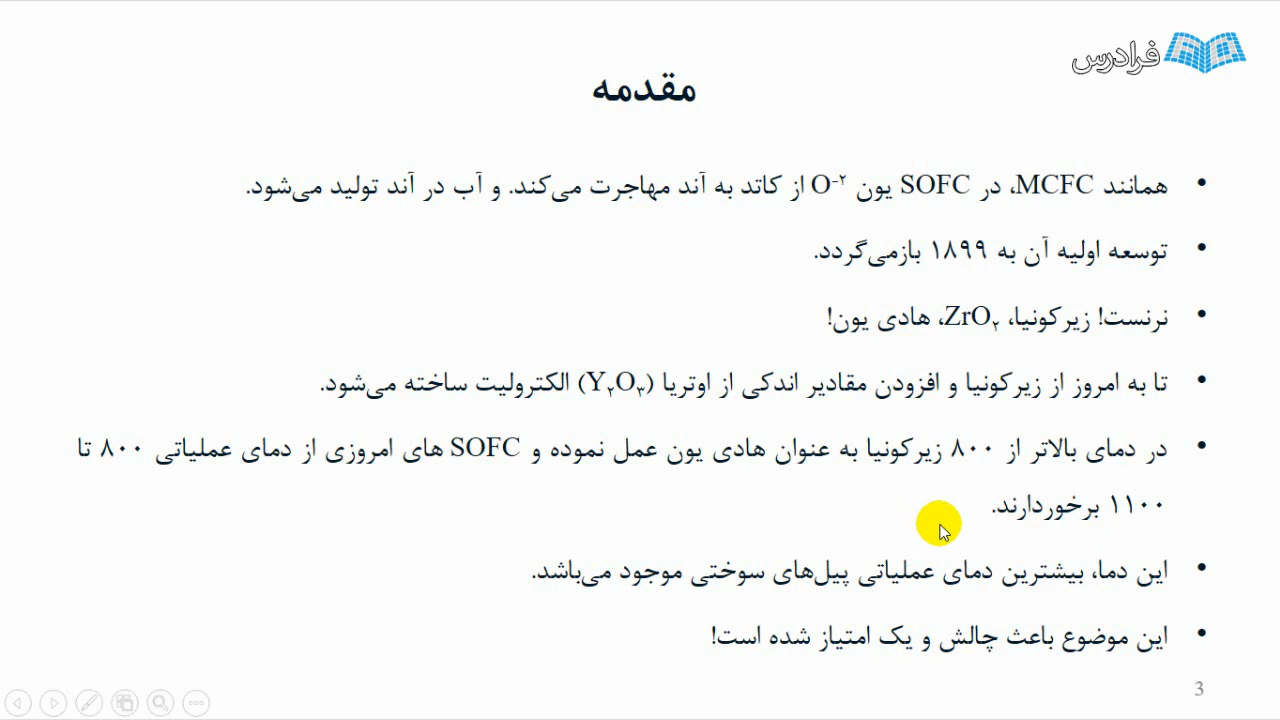 فرادرس
مقدمه
• همانند MCFC، در SOFC یون O⁻² از کاتد به آند مهاجرت می‌کند. و آب در آند تولید می‌شود.
• توسعه اولیه آن به ۱۸۹۹ بازمی‌گردد.
• نرنست! زیرکونیا، ZrO₂، هادی یون!
• تا به امروز از زیرکونیا و افزودن مقادیر اندکی از اوتریا (Y₂O₃) الکترولیت ساخته می‌شود.
• در دمای بالاتر از ۸۰۰ زیرکونیا به عنوان هادی یون عمل نموده و SOFC های امروزی از دمای عملیاتی ۸۰۰ تا
۱۱۰۰ برخوردارند.
• این دما، بیشترین دمای عملیاتی پیل‌های سوختی موجود می‌باشد.
• این موضوع باعث چالش و یک امتیاز شده است!
3